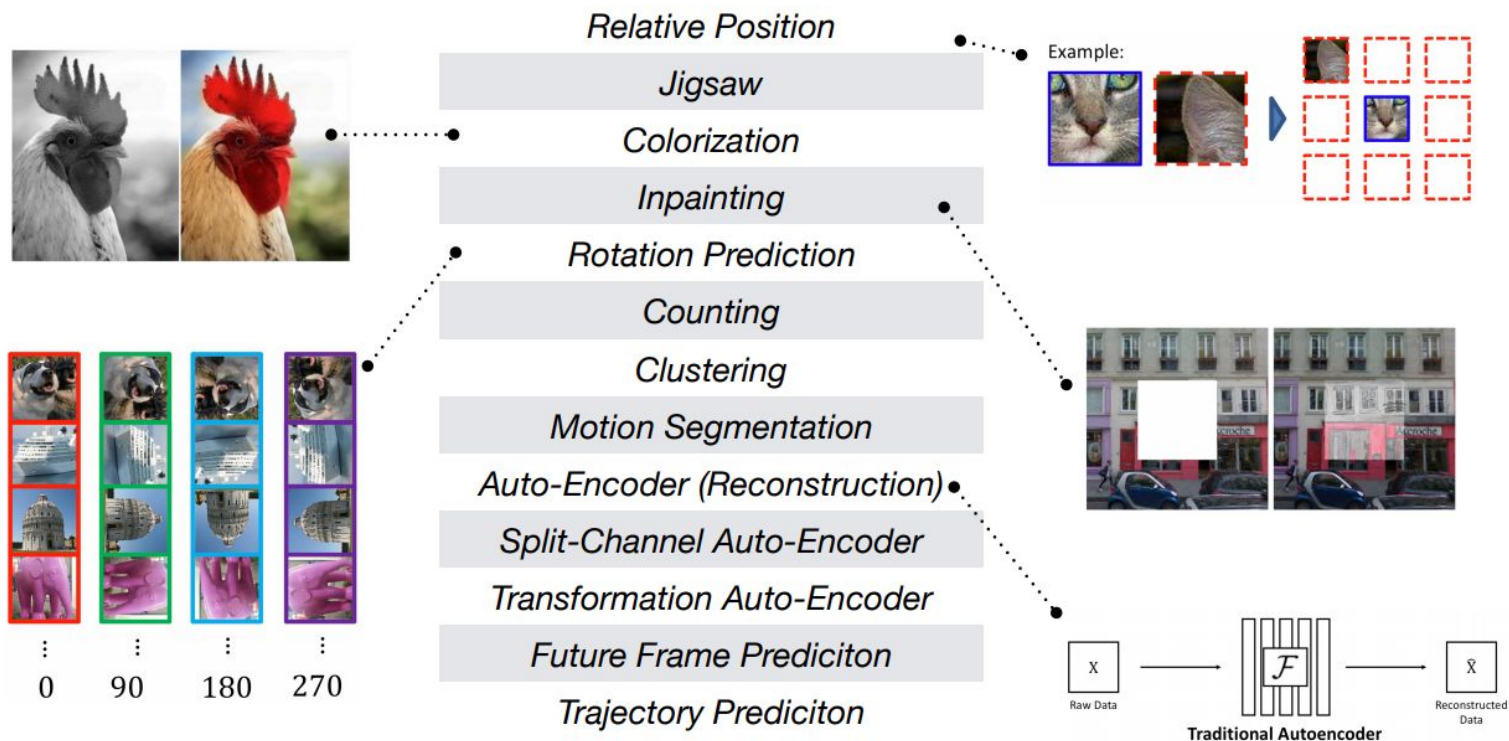 Relative Position
Jigsaw
Colorization
Inpainting
Rotation Prediction
Counting
Clustering
Motion Segmentation
Auto-Encoder (Reconstruction)
Split-Channel Auto-Encoder
Transformation Auto-Encoder
Future Frame Prediciton
Trajectory Prediciton
Example:
0 90 180 270
Accroche
X
Raw Data
ℱ
X̂
Reconstructed
Data
Traditional Autoencoder